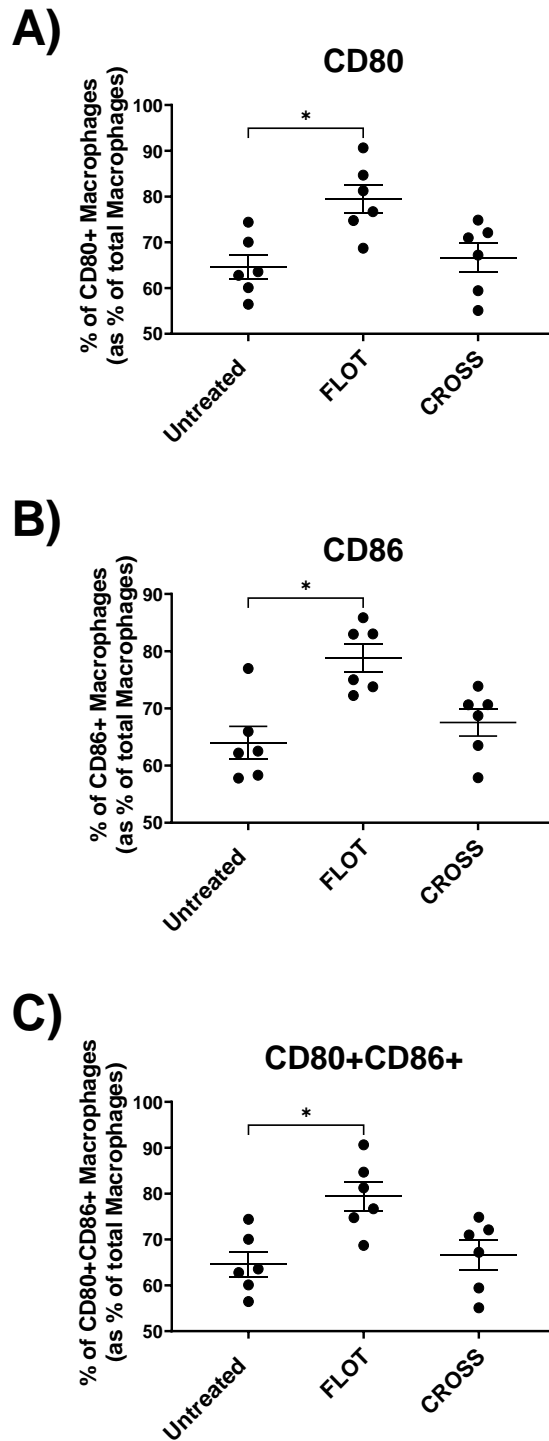 A)
CD80
% of CD80+ Macrophages
(as % of total Macrophages)
100
90
80
70
60
50
*
Untreated
FLOT
CROSS
B)
CD86
% of CD86+ Macrophages
(as % of total Macrophages)
90
80
70
60
50
*
Untreated
FLOT
CROSS
C)
CD80+CD86+
% of CD80+CD86+ Macrophages
(as % of total Macrophages)
100
90
80
70
60
50
*
Untreated
FLOT
CROSS